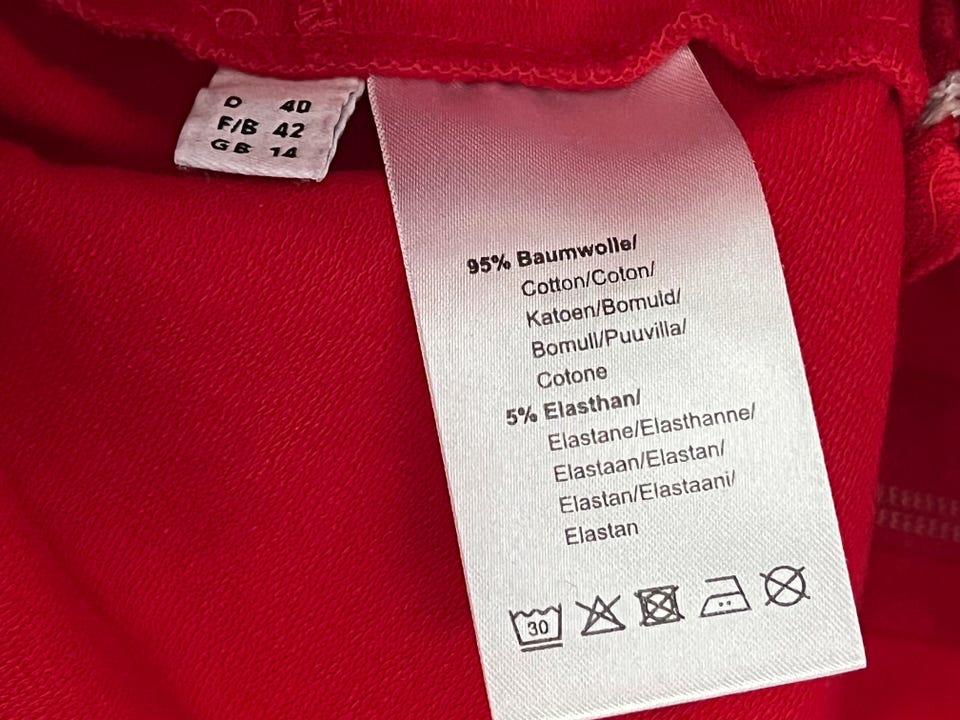 D 40
F/B 42
GB 14
95% Baumwolle/
Cotton/Coton/
Katoen/Bomuld/
Bomull/Puuvilla/
Cotone
5% Elasthan/
Elastane/Elasthanne/
Elastaan/Elastan/
Elastan/Elastaani/
Elastan
30